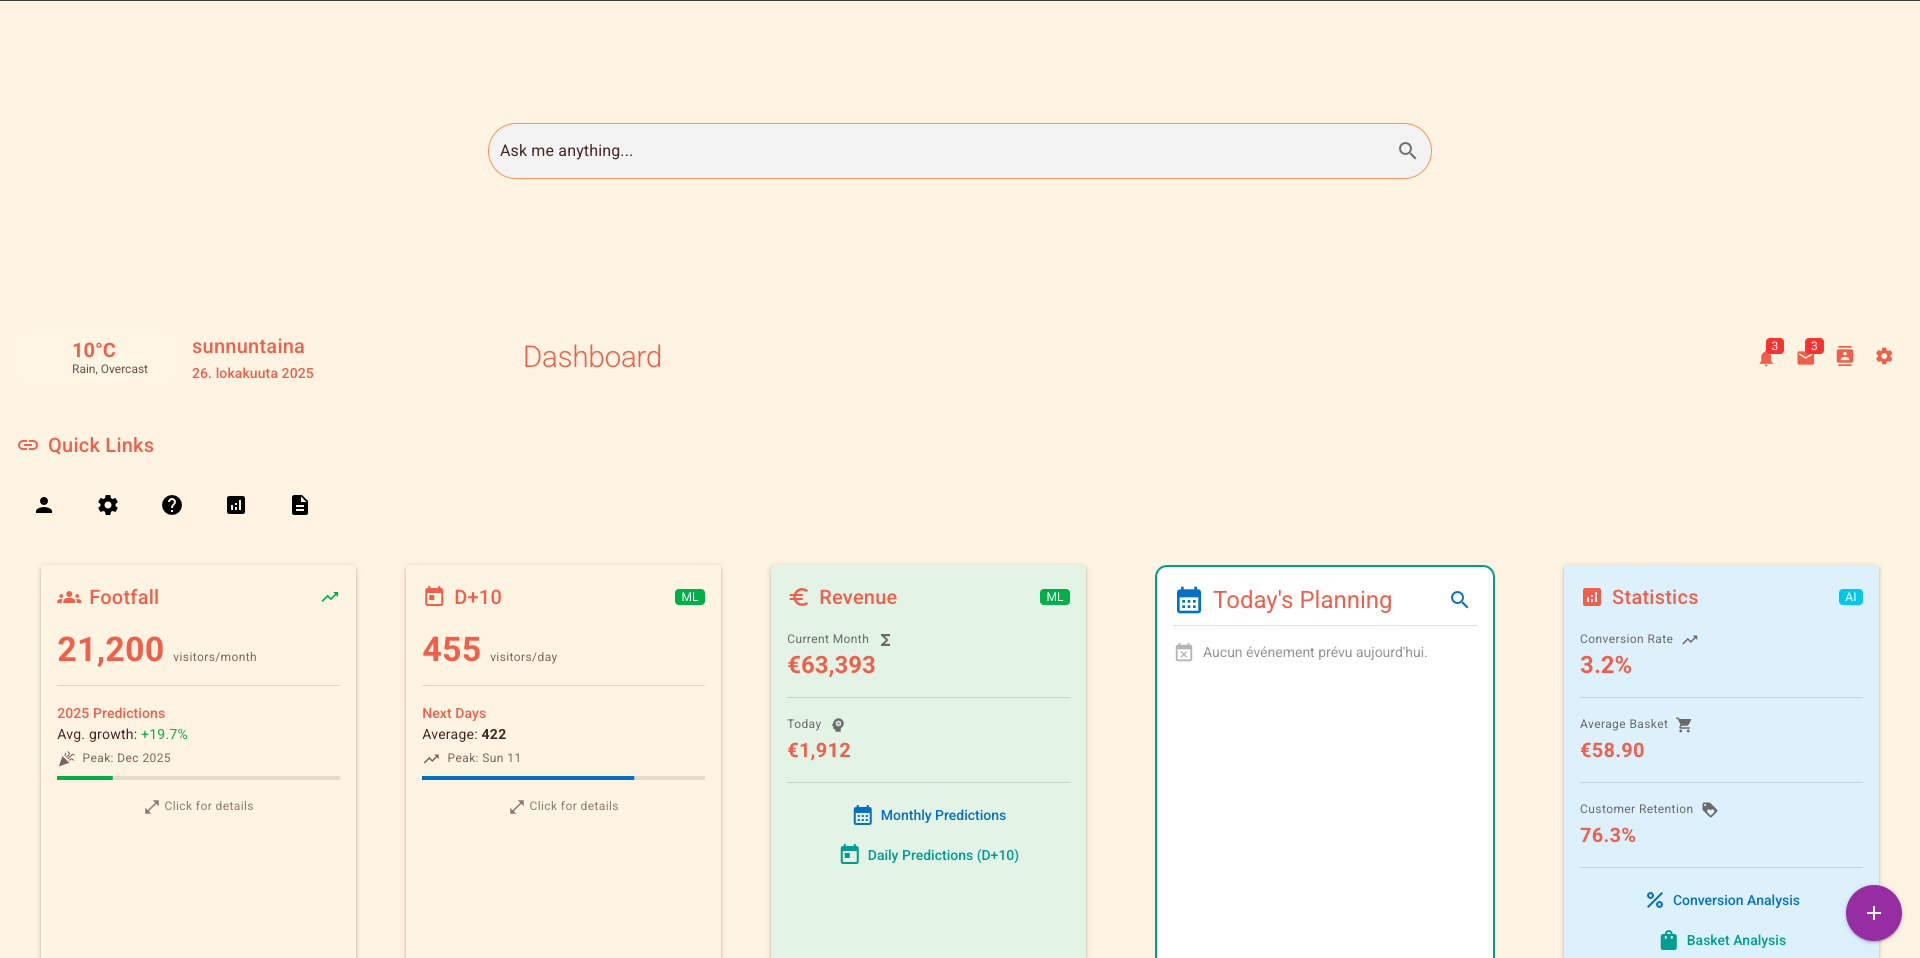 Ask me anything...
10°C
Rain, Overcast
sunnuntaina
26. lokakuuta 2025
Dashboard
3
3
Quick Links
Footfall
21,200 visitors/month
2025 Predictions
Avg. growth: +19.7%
Peak: Dec 2025
Click for details
D+10
ML
455 visitors/day
Next Days
Average: 422
Peak: Sun 11
Click for details
Revenue
ML
Current Month
€63,393
Today
€1,912
Monthly Predictions
Daily Predictions (D+10)
Today's Planning
Aucun événement prévu aujourd'hui.
Statistics
AI
Conversion Rate
3.2%
Average Basket
€58.90
Customer Retention
76.3%
Conversion Analysis
Basket Analysis